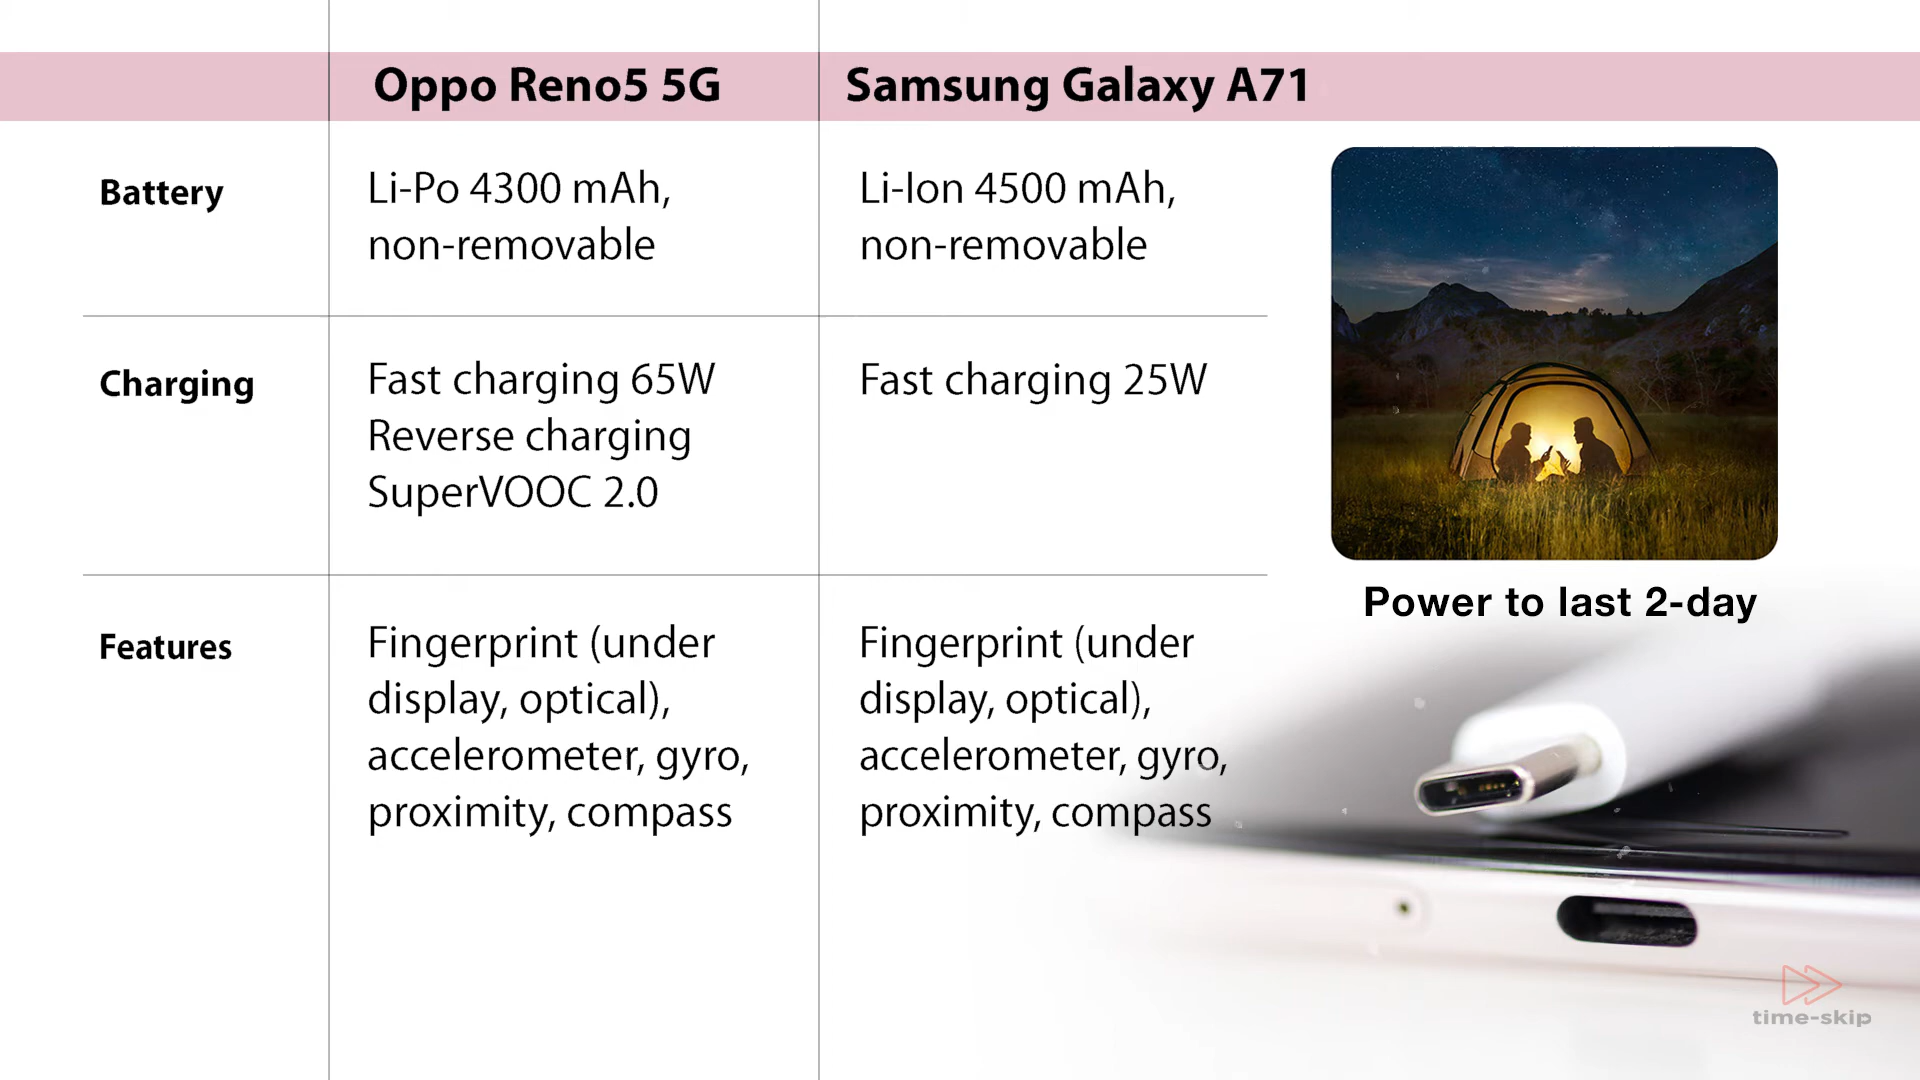 Oppo Reno5 5G
Samsung Galaxy A71
Battery
Li-Po 4300 mAh,
non-removable
Li-Ion 4500 mAh,
non-removable
Charging
Fast charging 65W
Reverse charging
SuperVOOC 2.0
Fast charging 25W
Features
Fingerprint (under
display, optical),
accelerometer, gyro,
proximity, compass
Fingerprint (under
display, optical),
accelerometer, gyro,
proximity, compass
Power to last 2-day
time-skip